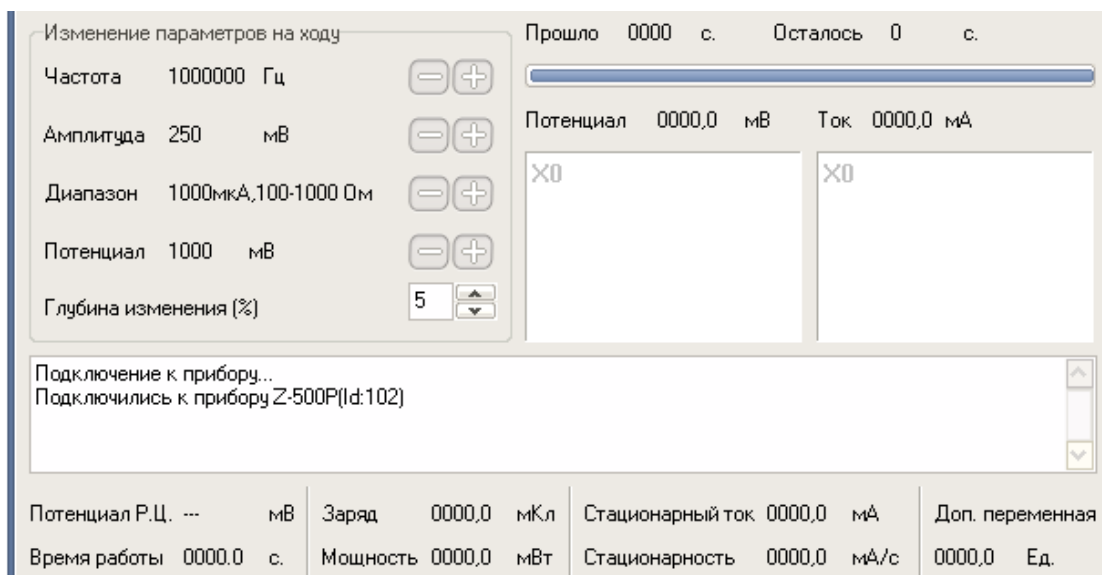 Изменение параметров на ходу
Частота 1000000 Гц
Амплитуда 250 мВ
Диапазон 1000мкА,100-1000 Ом
Потенциал 1000 мВ
Глубина изменения (%) 5
Прошло 0000 с. Осталось 0 с.
Потенциал 0000,0 мВ Ток 0000,0 мА
X0 X0
Подключение к прибору...
Подключились к прибору Z-500P(Id:102)
Потенциал Р.Ц. --- мВ Заряд 0000,0 мКл Стационарный ток 0000,0 мА Доп. переменная
Время работы 0000.0 с. Мощность 0000,0 мВт Стационарность 0000,0 мА/с 0000,0 Ед.